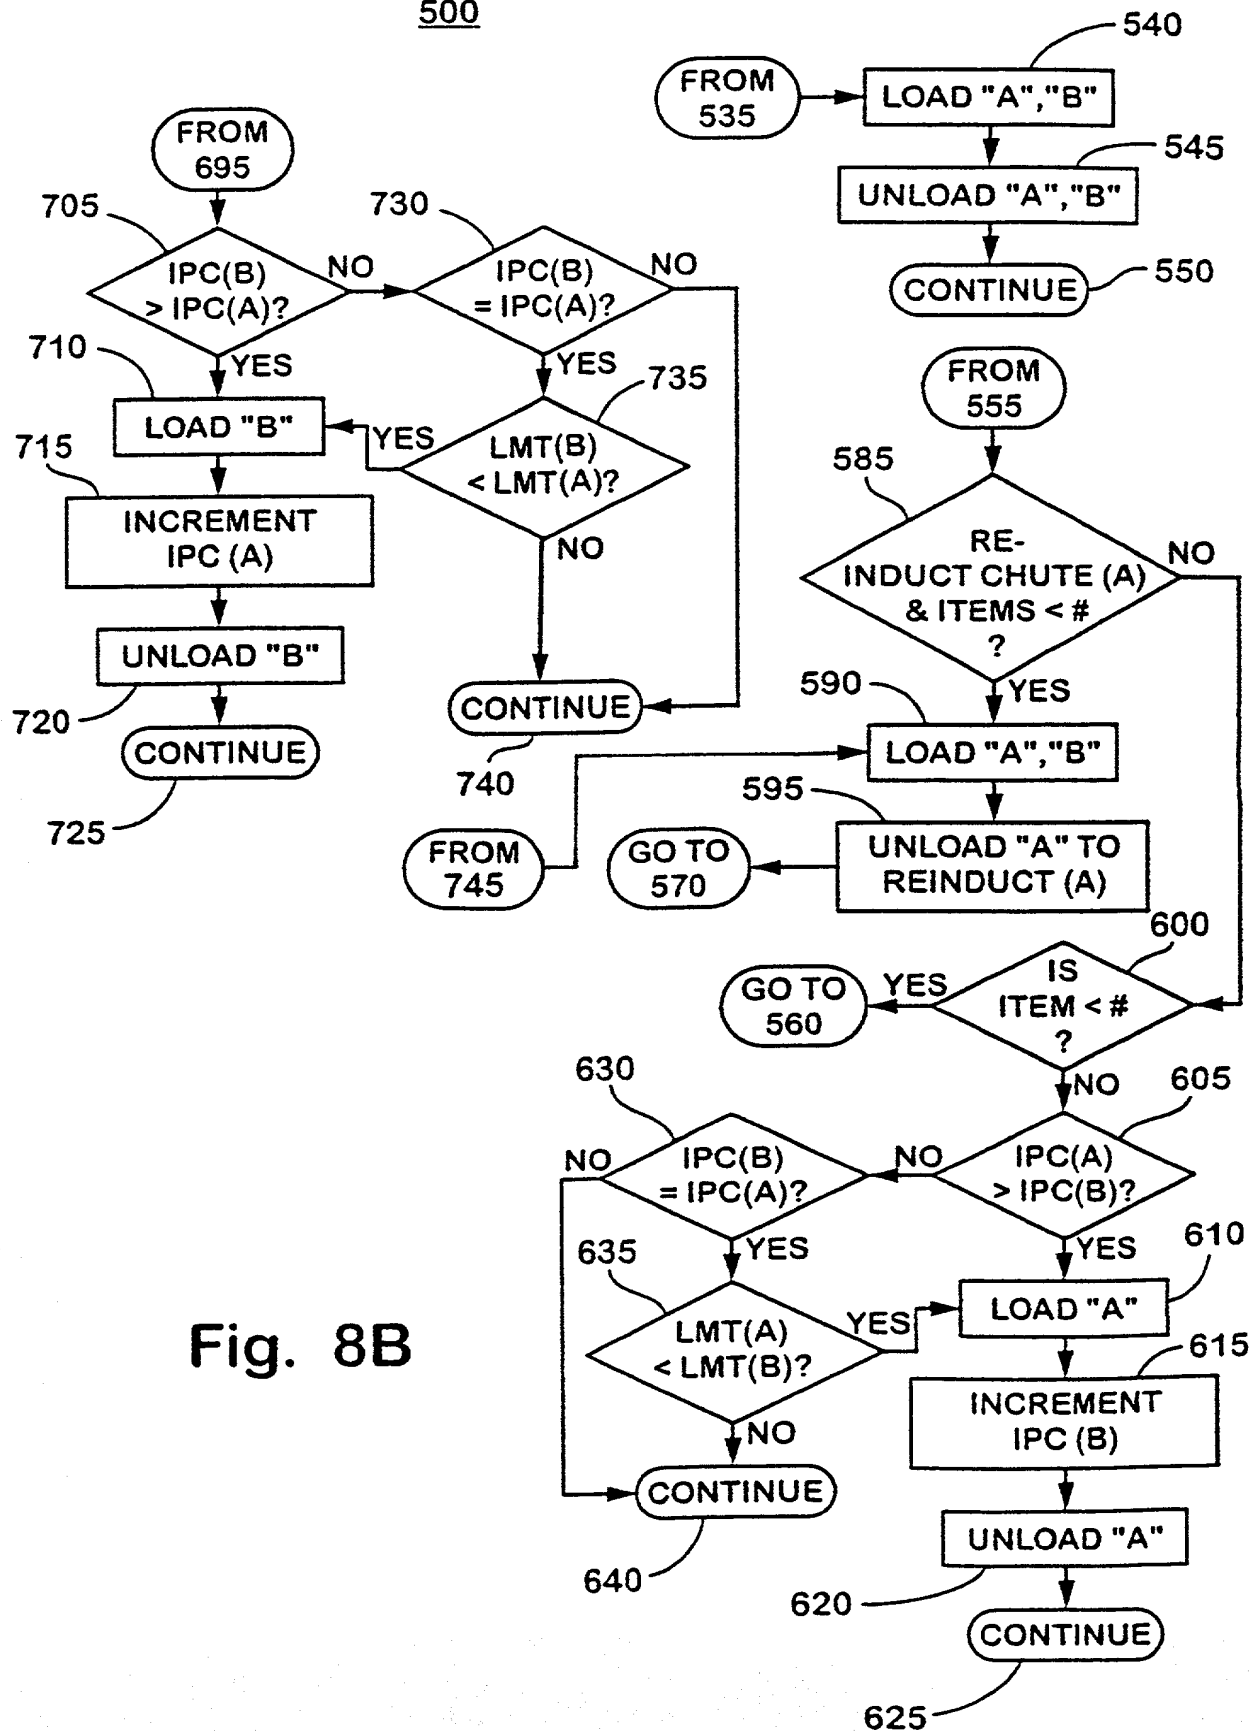 500
540
FROM
535
LOAD "A","B"
545
UNLOAD "A","B"
CONTINUE
550
FROM
695
705
IPC(B)
> IPC(A)?
NO
730
IPC(B)
= IPC(A)?
NO
YES
YES
710
LOAD "B"
735
LMT(B)
< LMT(A)?
YES
NO
715
INCREMENT
IPC (A)
UNLOAD "B"
720
CONTINUE
725
CONTINUE
740
FROM
555
585
RE-
INDUCT CHUTE (A)
& ITEMS < #
?
NO
YES
590
LOAD "A","B"
595
FROM
745
GO TO
570
UNLOAD "A" TO
REINDUCT (A)
600
IS
ITEM < #
?
YES
GO TO
560
NO
605
IPC(A)
> IPC(B)?
NO
630
IPC(B)
= IPC(A)?
NO
YES
YES
610
LOAD "A"
635
LMT(A)
< LMT(B)?
YES
NO
615
INCREMENT
IPC (B)
CONTINUE
640
UNLOAD "A"
620
CONTINUE
625
Fig. 8B